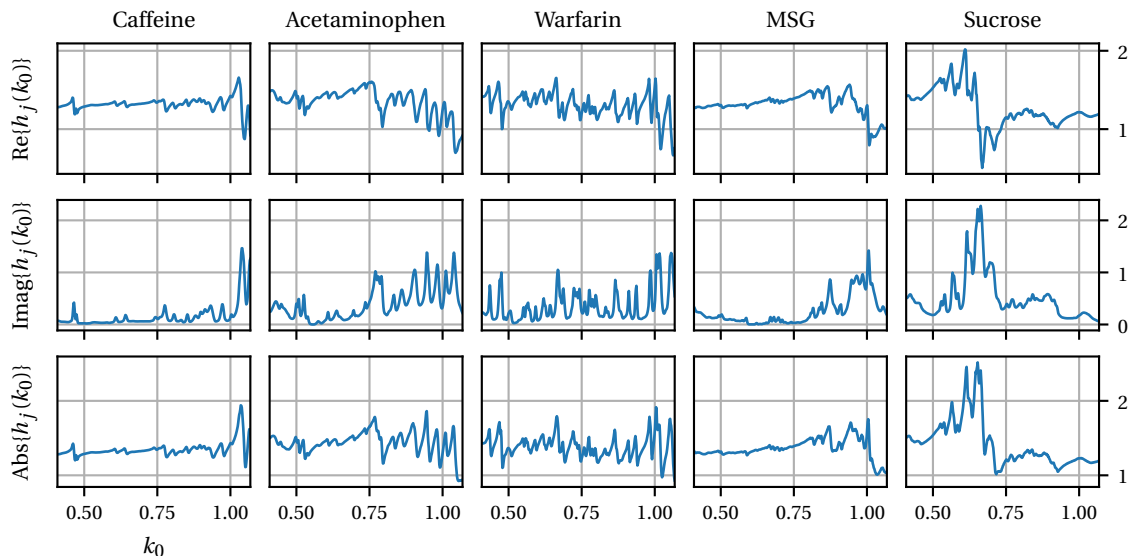 Caffeine Acetaminophen Warfarin MSG Sucrose
Re{h_j(k_0)}
2
1
Imag{h_j(k_0)}
2
1
0
Abs{h_j(k_0)}
2
1
0.50 0.75 1.00 0.50 0.75 1.00 0.50 0.75 1.00 0.50 0.75 1.00 0.50 0.75 1.00
k_0